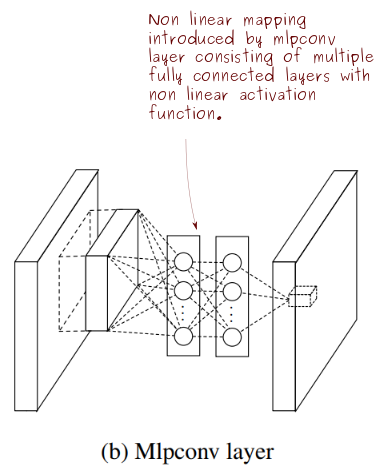 Non linear mapping
introduced by mlpconv
layer consisting of multiple
fully connected layers with
non linear activation
function.
(b) Mlpconv layer